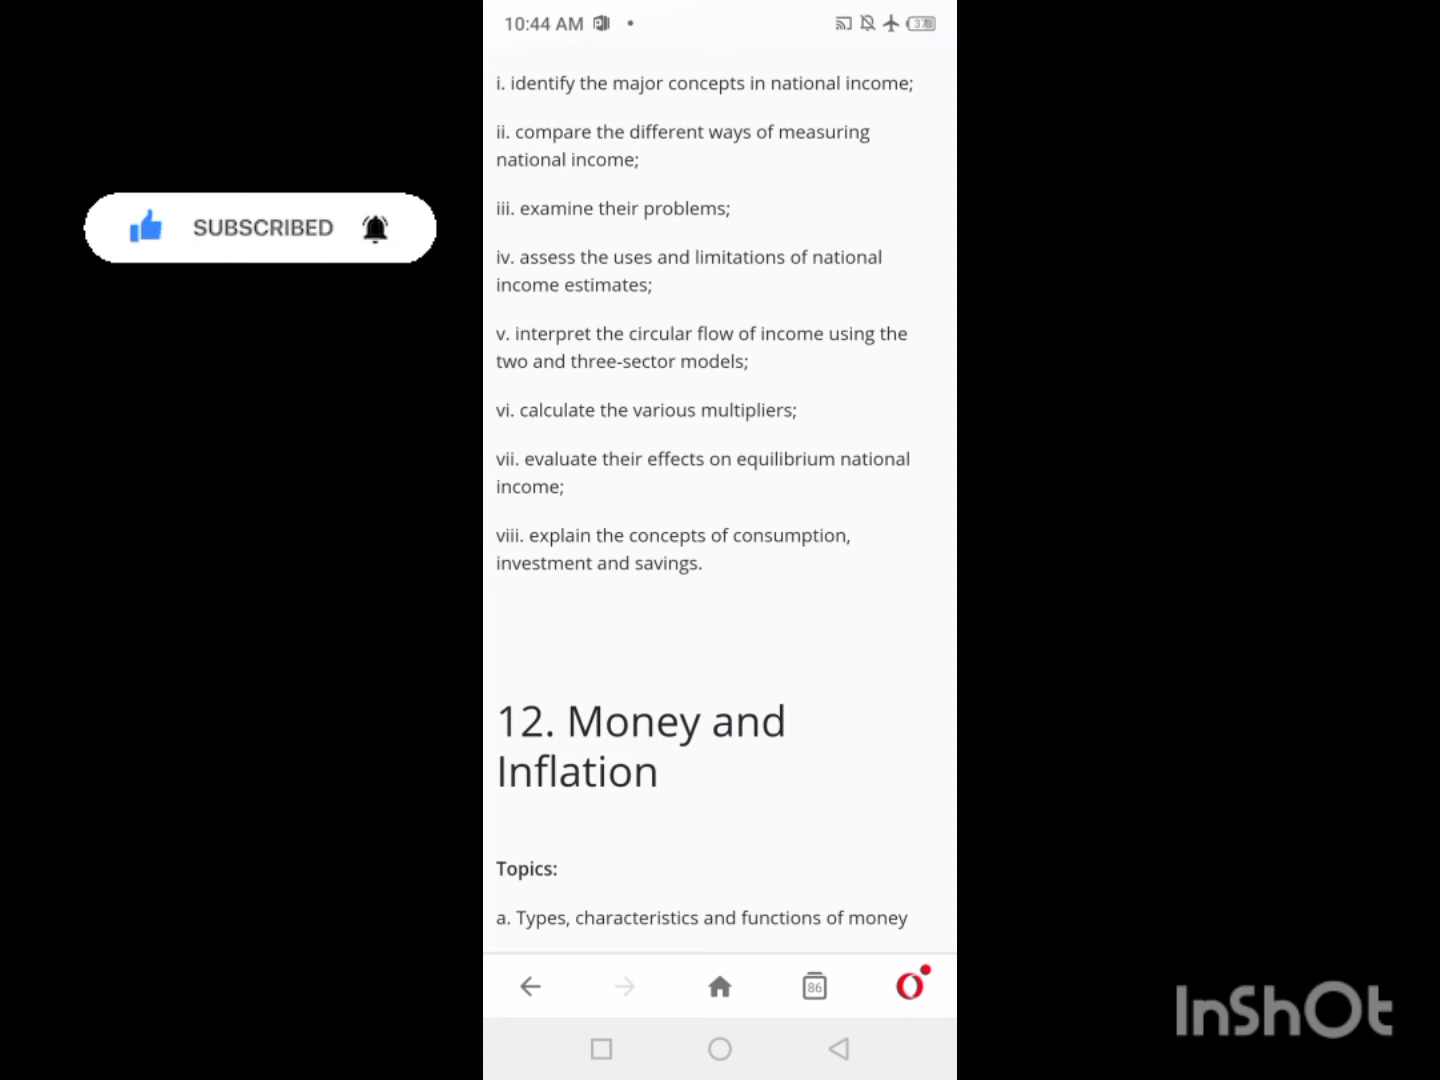 10:44 AM
37
i. identify the major concepts in national income;
ii. compare the different ways of measuring
national income;
iii. examine their problems;
iv. assess the uses and limitations of national
income estimates;
v. interpret the circular flow of income using the
two and three-sector models;
vi. calculate the various multipliers;
vii. evaluate their effects on equilibrium national
income;
viii. explain the concepts of consumption,
investment and savings.
SUBSCRIBED
12. Money and
Inflation
Topics:
a. Types, characteristics and functions of money
86
InShOt